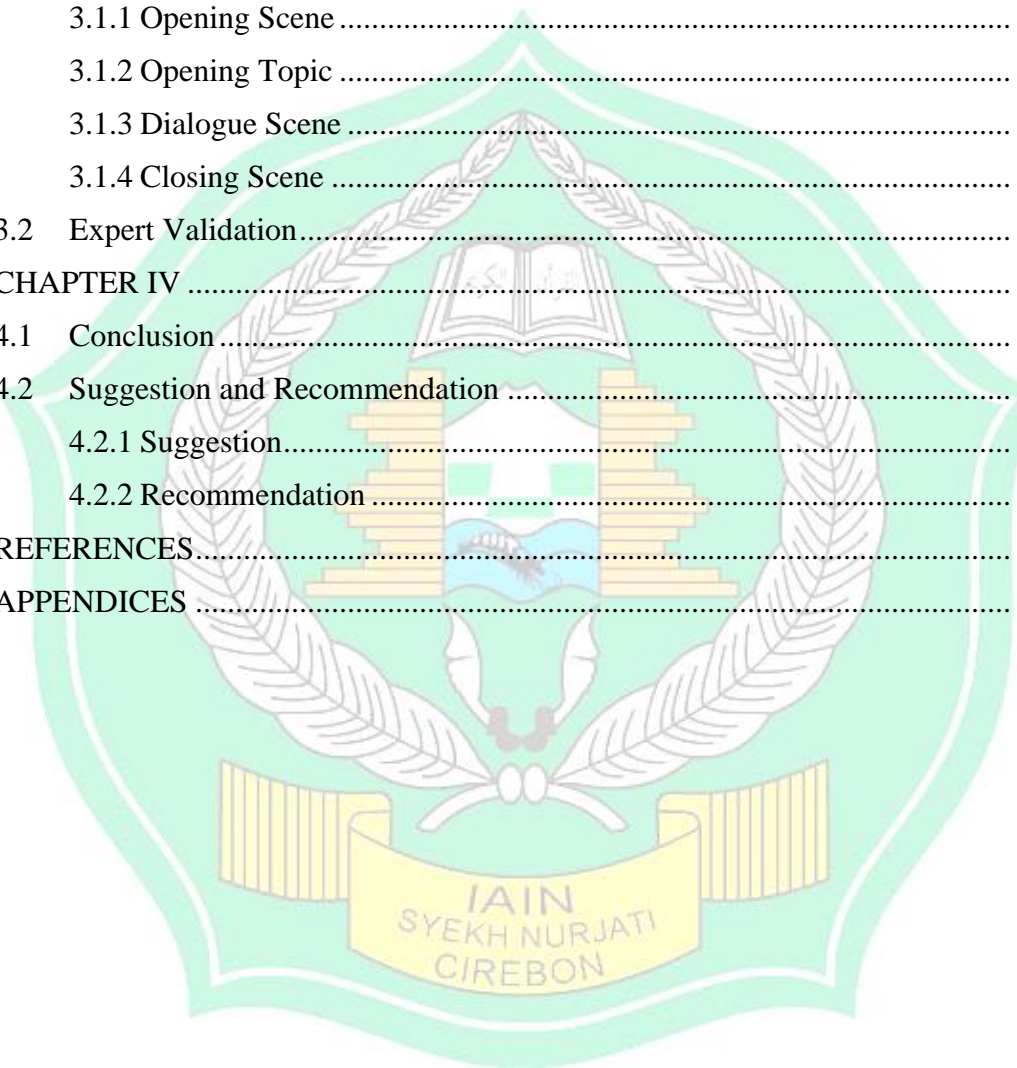 3.1.1 Opening Scene ....................................................................................
3.1.2 Opening Topic ....................................................................................
3.1.3 Dialogue Scene ...................................................................................
3.1.4 Closing Scene .....................................................................................
3.2 Expert Validation.........................................................................................
CHAPTER IV .......................................................................................................
4.1 Conclusion ...................................................................................................
4.2 Suggestion and Recommendation ...............................................................
4.2.1 Suggestion...........................................................................................
4.2.2 Recommendation ................................................................................
REFERENCES......................................................................................................
APPENDICES ......................................................................................................
IAIN
SYEKH NURJATI
CIREBON